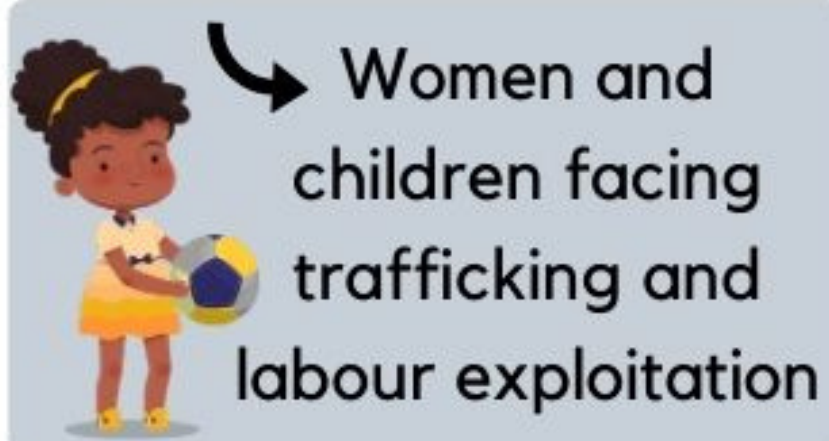 Women and
children facing
trafficking and
labour exploitation